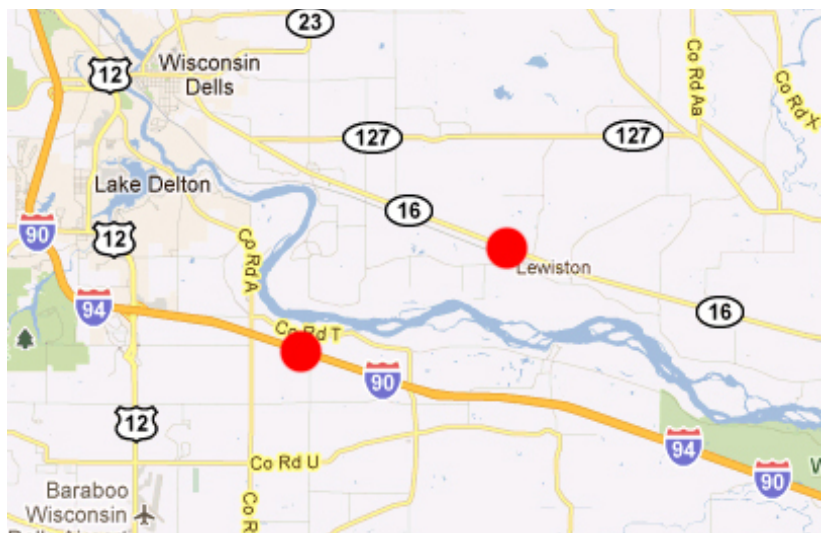 23
12
Wisconsin
Dells
Co Rd Aa
Co Rd X
127
127
Lake Delton
16
90
12
Co Rd A
Lewiston
94
16
Co Rd T
90
12
94
Co Rd U
90
W
Baraboo
Wisconsin
Co R